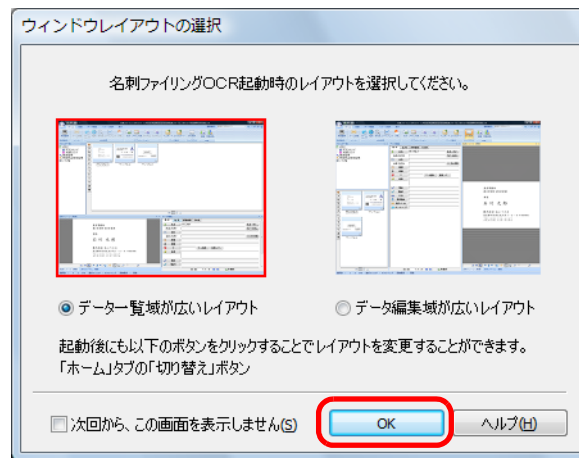 ウィンドウレイアウトの選択
名刺ファイリングOCR起動時のレイアウトを選択してください。
データ一覧域が広いレイアウト
データ編集域が広いレイアウト
起動後にも以下のボタンをクリックすることでレイアウトを変更することができます。
「ホーム」タブの「切り替え」ボタン
次回から、この画面を表示しません(S)
OK
ヘルプ(H)